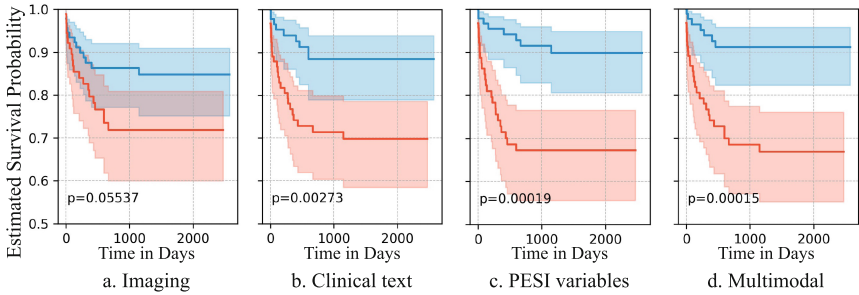 Estimated Survival Probability
1.0
0.9
0.8
0.7
0.6
0.5
p=0.05537
p=0.00273
p=0.00019
p=0.00015
0 1000 2000
0 1000 2000
0 1000 2000
0 1000 2000
Time in Days
Time in Days
Time in Days
Time in Days
a. Imaging
b. Clinical text
c. PESI variables
d. Multimodal